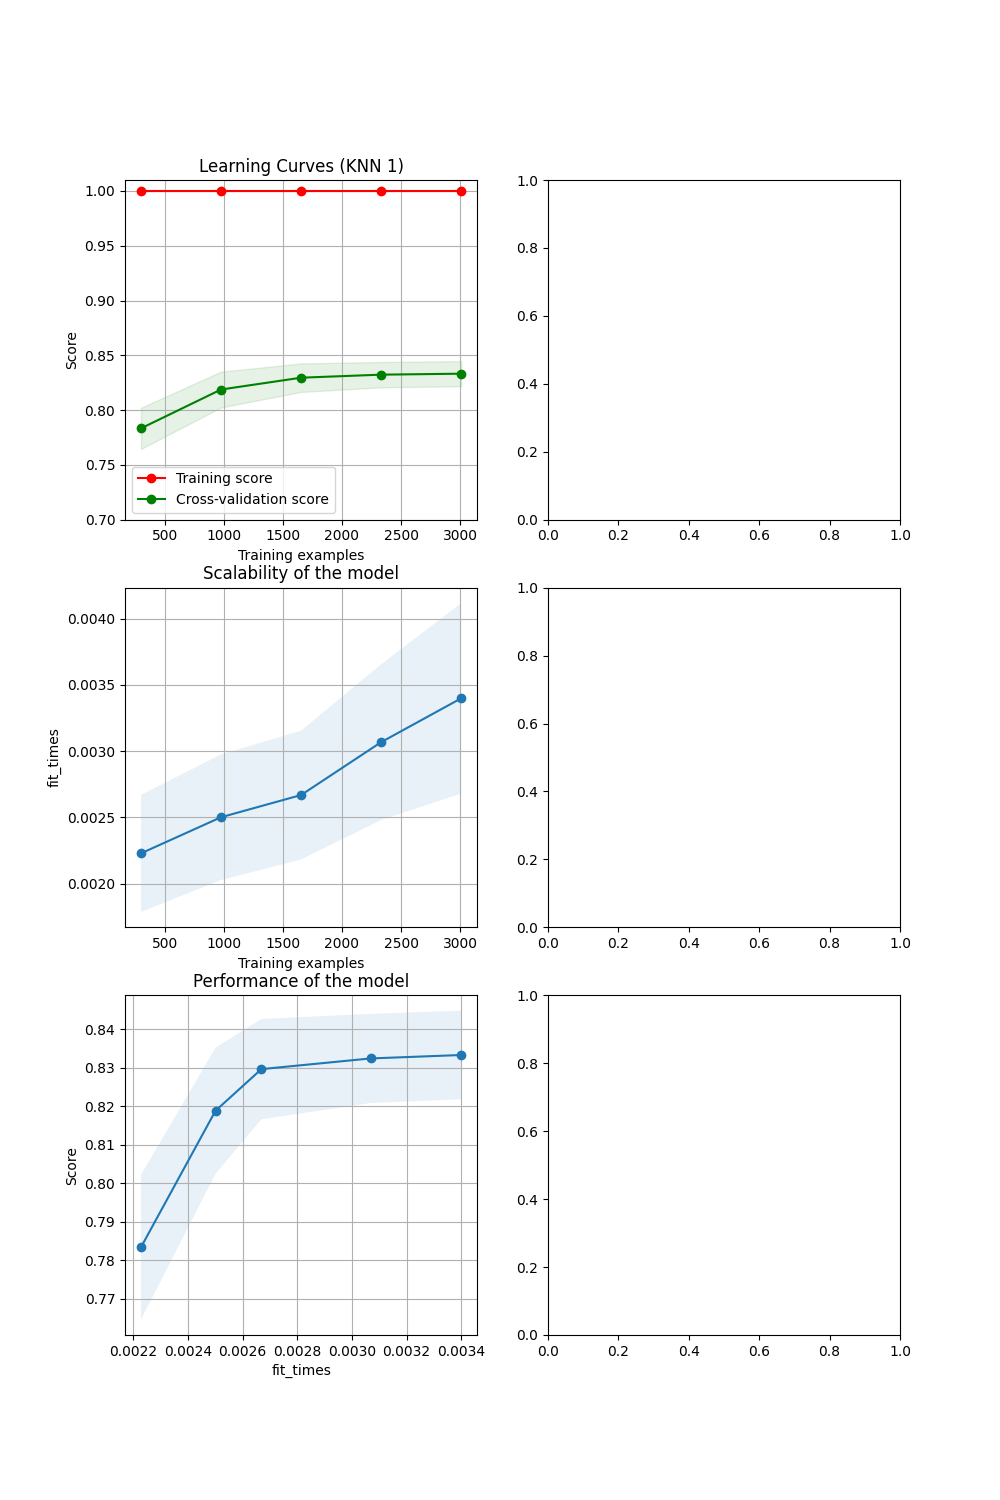 Learning Curves (KNN 1)
Score
1.00
0.95
0.90
0.85
0.80
0.75
0.70
Training score
Cross-validation score
500 1000 1500 2000 2500 3000
Training examples
1.0
0.8
0.6
0.4
0.2
0.0
0.0 0.2 0.4 0.6 0.8 1.0
Scalability of the model
fit_times
0.0040
0.0035
0.0030
0.0025
0.0020
500 1000 1500 2000 2500 3000
Training examples
1.0
0.8
0.6
0.4
0.2
0.0
0.0 0.2 0.4 0.6 0.8 1.0
Performance of the model
Score
0.84
0.83
0.82
0.81
0.80
0.79
0.78
0.77
0.0022 0.0024 0.0026 0.0028 0.0030 0.0032 0.0034
fit_times
1.0
0.8
0.6
0.4
0.2
0.0
0.0 0.2 0.4 0.6 0.8 1.0